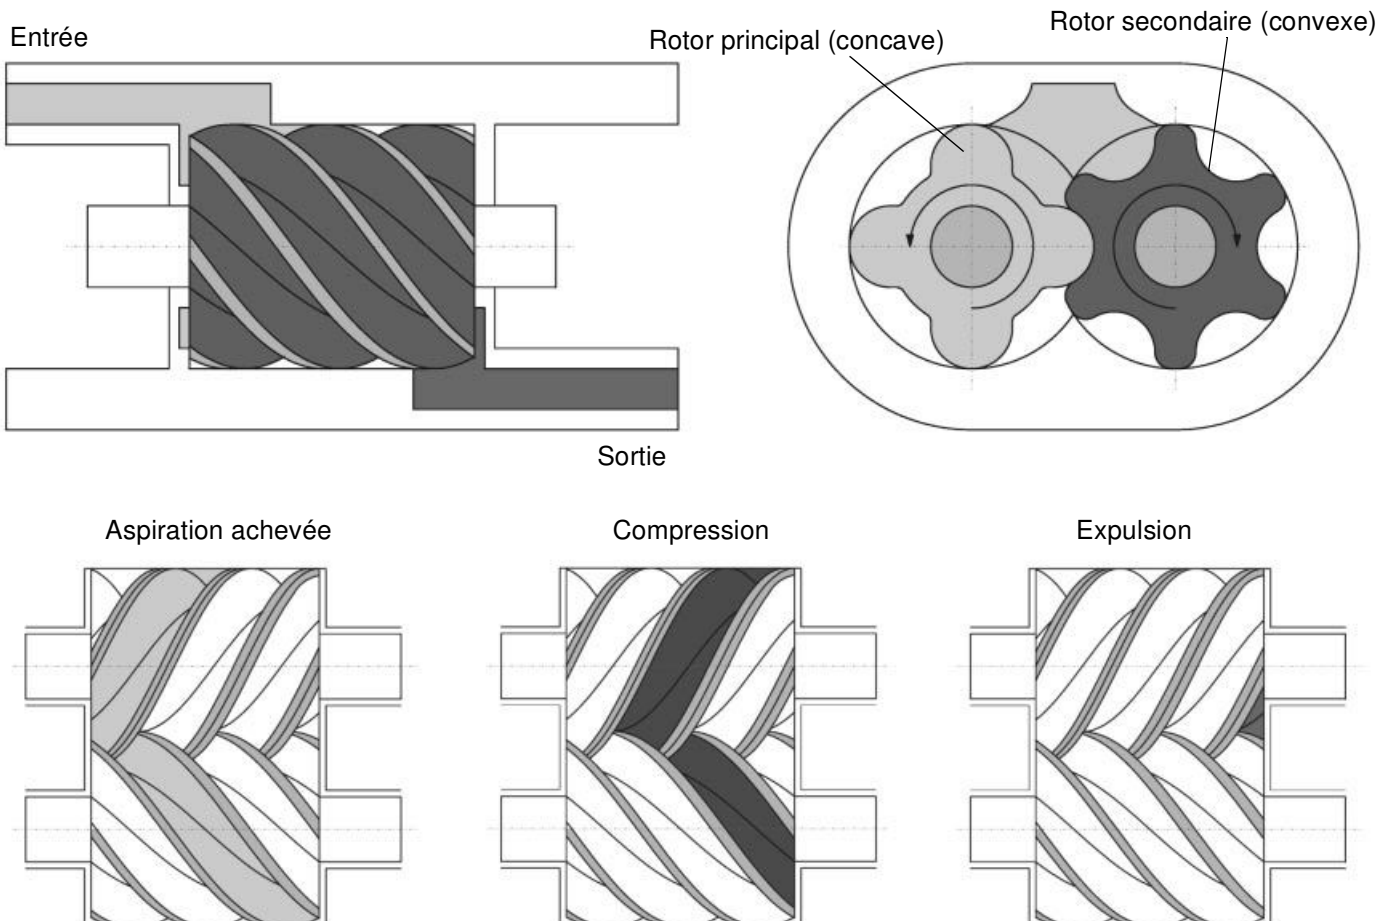 Entrée
Rotor principal (concave)
Rotor secondaire (convexe)
Sortie
Aspiration achevée
Compression
Expulsion